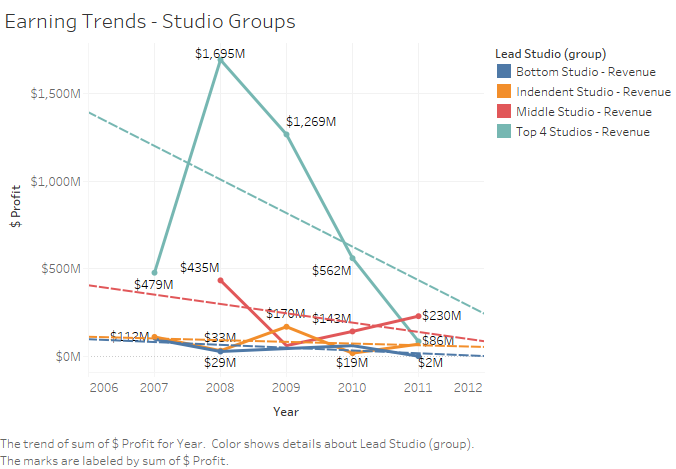 Earning Trends - Studio Groups
$1,695M
Lead Studio (group)
Bottom Studio - Revenue
Indendent Studio - Revenue
Middle Studio - Revenue
Top 4 Studios - Revenue
$1,500M
$1,269M
$ Profit
$1,000M
$500M
$435M
$562M
$479M
$170M
$143M
$230M
$112M
$33M
$86M
$0M
$29M
$19M
$2M
2006 2007 2008 2009 2010 2011 2012
Year
The trend of sum of $ Profit for Year. Color shows details about Lead Studio (group).
The marks are labeled by sum of $ Profit.